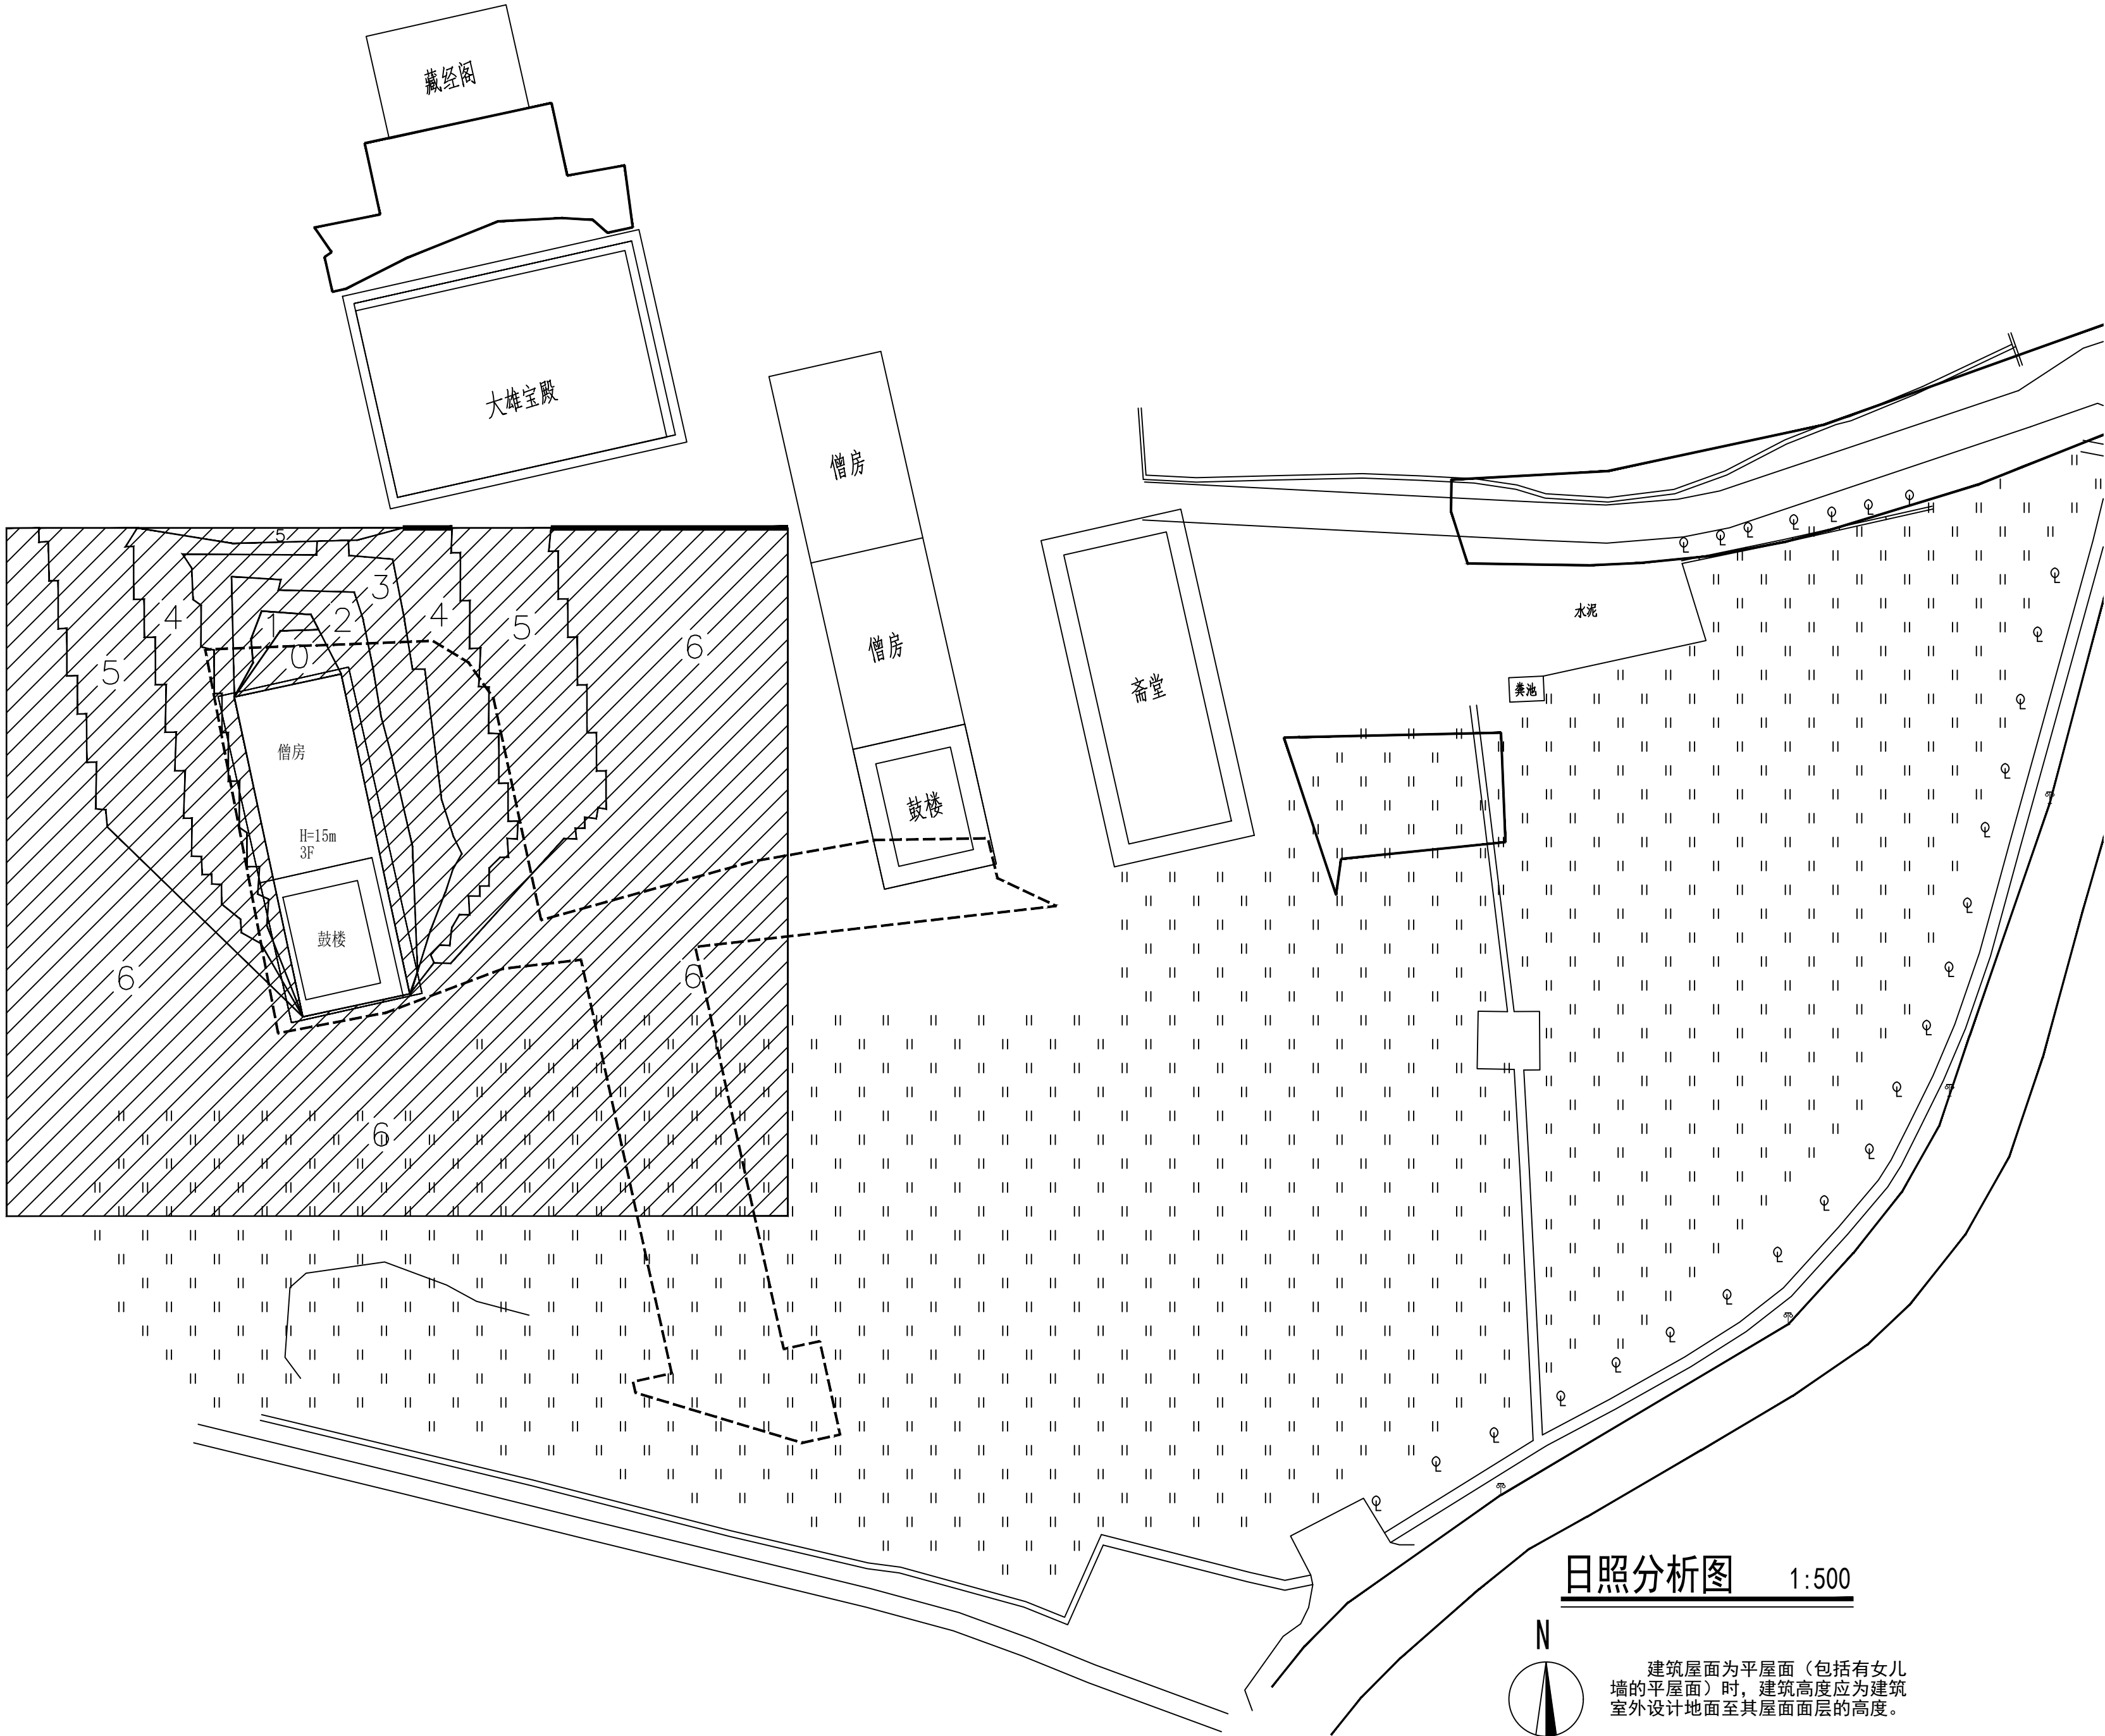 藏经阁
大雄宝殿
僧房
5
3
4
1
2
4
5
0
6
5
僧房
斋堂
水泥
粪池
僧房
H=15m
3F
鼓楼
鼓楼
6
6
6
日照分析图 1:500
N
建筑屋面为平屋面（包括有女儿
墙的平屋面）时，建筑高度应为建筑
室外设计地面至其屋面面层的高度。